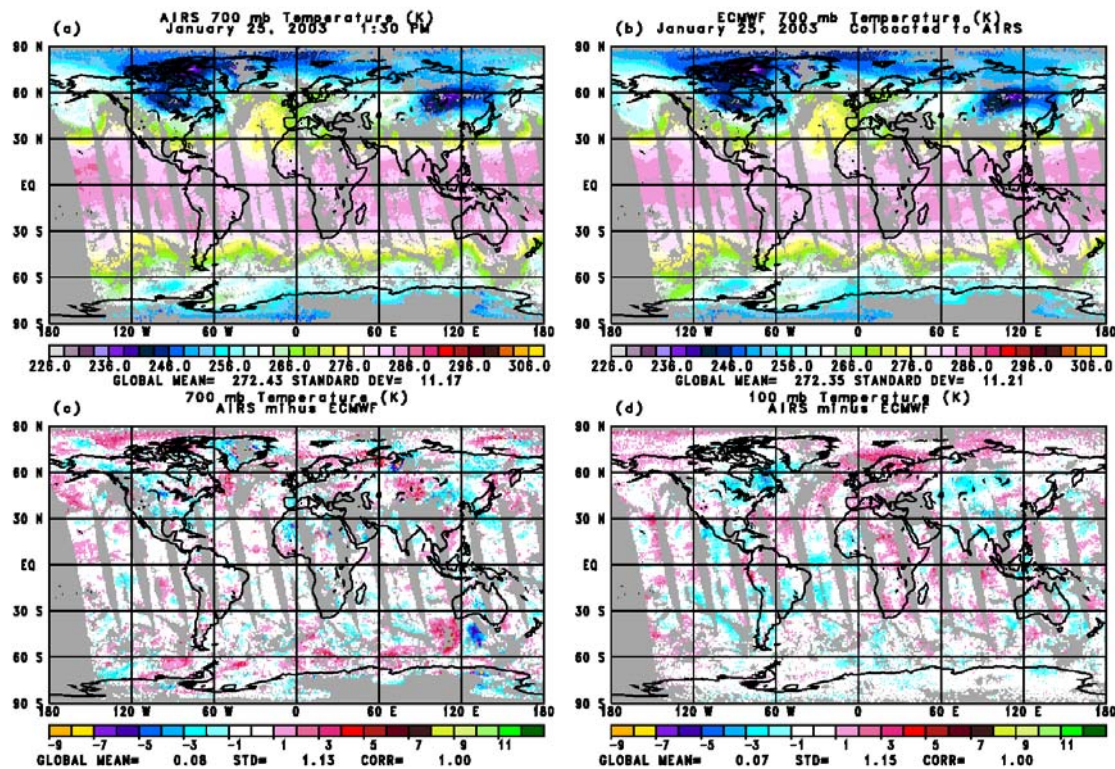 (a) AIRS 700 mb Temperature (K)
January 25, 2003 1:30 PM
90 N
60 N
30 N
EQ
30 S
60 S
90 S
180 120 W 60 W 0 60 E 120 E 180
226.0 236.0 246.0 256.0 266.0 276.0 286.0 296.0 306.0
GLOBAL MEAN= 272.43 STANDARD DEV= 11.17
(b) ECMWF 700 mb Temperature (K)
January 25, 2003 Colocated to AIRS
90 N
60 N
30 N
EQ
30 S
60 S
90 S
180 120 W 60 W 0 60 E 120 E 180
226.0 236.0 246.0 256.0 266.0 276.0 286.0 296.0 306.0
GLOBAL MEAN= 272.35 STANDARD DEV= 11.21
(c) 700 mb Temperature (K)
AIRS minus ECMWF
90 N
60 N
30 N
EQ
30 S
60 S
90 S
180 120 W 60 W 0 60 E 120 E 180
-9 -7 -5 -3 -1 1 3 5 7 9 11
GLOBAL MEAN= 0.08 STD= 1.13 CORR= 1.00
(d) 100 mb Temperature (K)
AIRS minus ECMWF
90 N
60 N
30 N
EQ
30 S
60 S
90 S
180 120 W 60 W 0 60 E 120 E 180
-9 -7 -5 -3 -1 1 3 5 7 9 11
GLOBAL MEAN= 0.07 STD= 1.15 CORR= 1.00